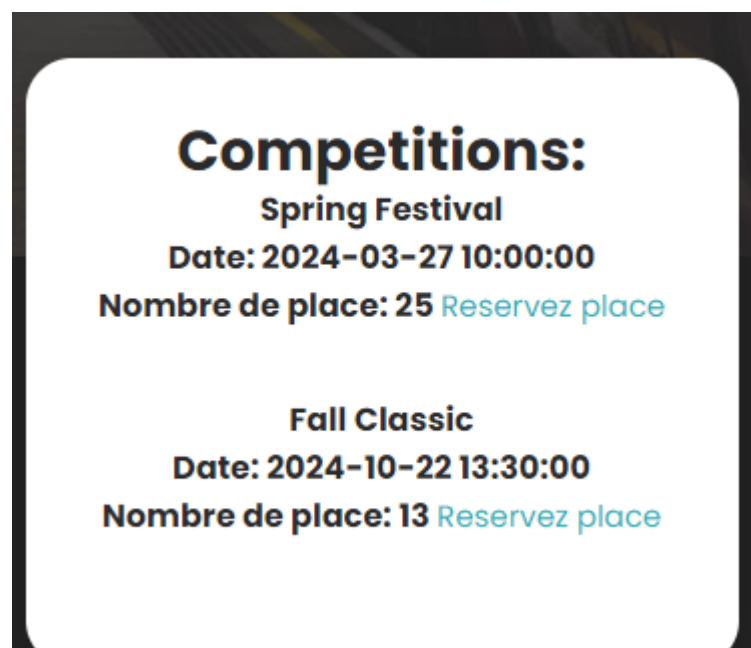 Competitions:
Spring Festival
Date: 2024-03-27 10:00:00
Nombre de place: 25 Reservez place
Fall Classic
Date: 2024-10-22 13:30:00
Nombre de place: 13 Reservez place